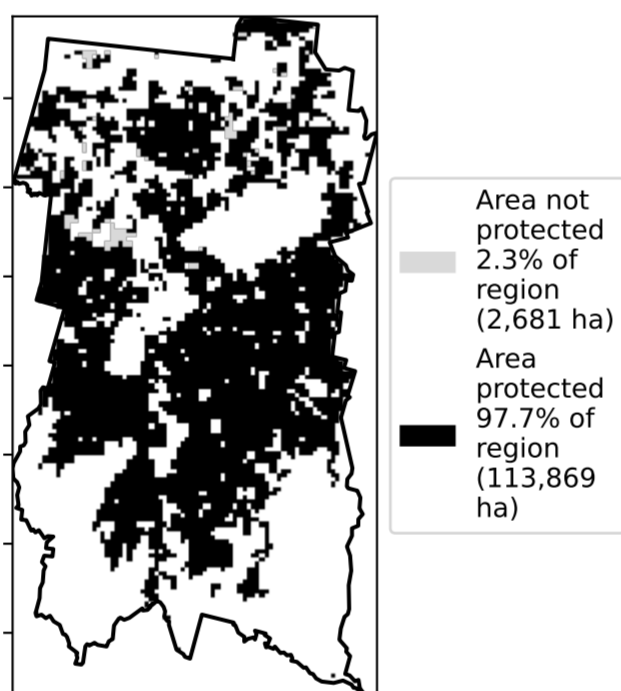 Area not
protected
2.3% of
region
(2,681 ha)
Area
protected
97.7% of
region
(113,869
ha)